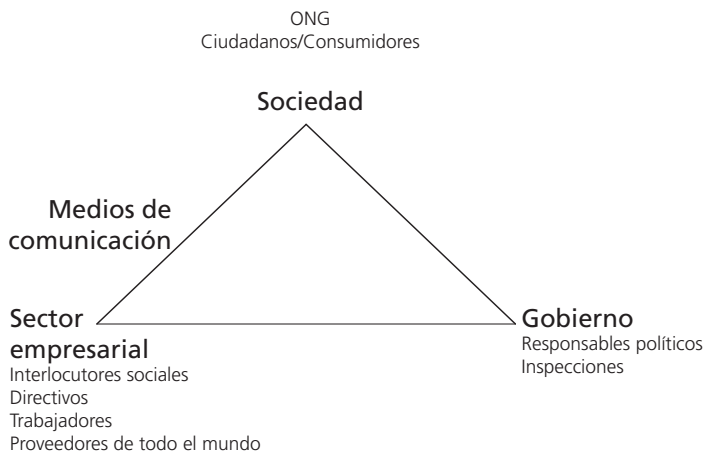 ONG
Ciudadanos/Consumidores
Sociedad
Medios de
comunicación
Sector
empresarial
Interlocutores sociales
Directivos
Trabajadores
Proveedores de todo el mundo
Gobierno
Responsables políticos
Inspecciones